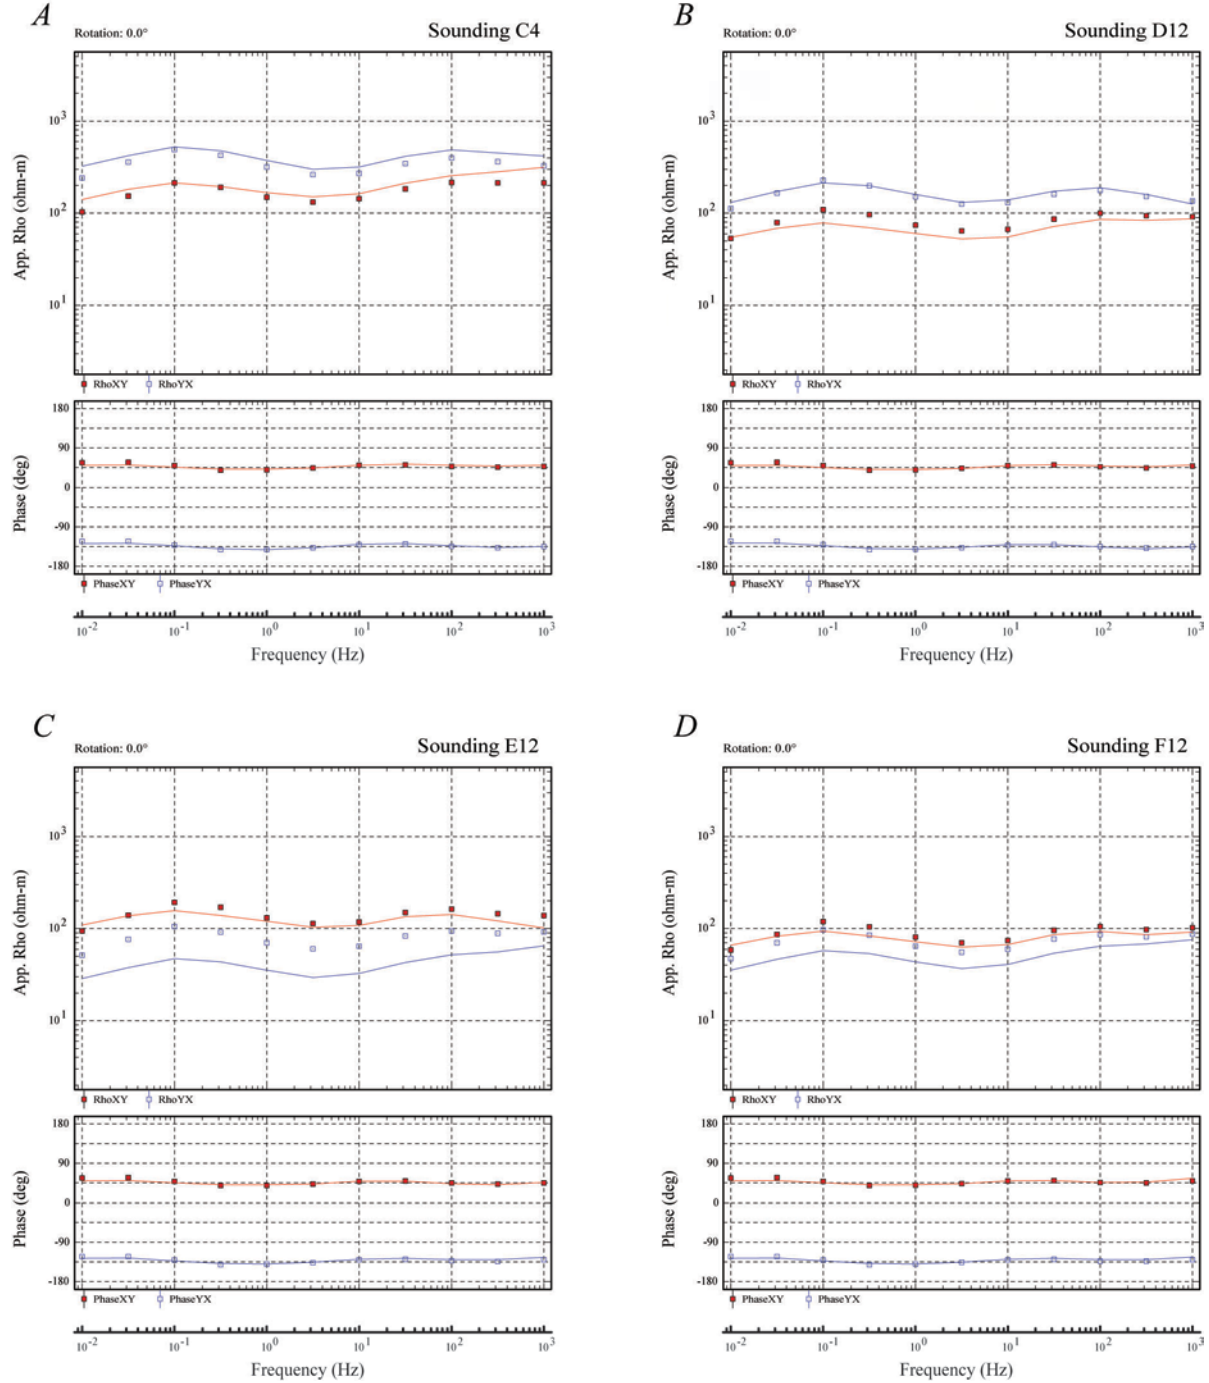 A
Rotation: 0.0°
Sounding C4
App. Rho (ohm-m)
10³
10²
10¹
RhoXY RhoYX
Phase (deg)
180
90
0
-90
-180
PhaseXY PhaseYX
10⁻² 10⁻¹ 10⁰ 10¹ 10² 10³
Frequency (Hz)
B
Rotation: 0.0°
Sounding D12
App. Rho (ohm-m)
10³
10²
10¹
RhoXY RhoYX
Phase (deg)
180
90
0
-90
-180
PhaseXY PhaseYX
10⁻² 10⁻¹ 10⁰ 10¹ 10² 10³
Frequency (Hz)
C
Rotation: 0.0°
Sounding E12
App. Rho (ohm-m)
10³
10²
10¹
RhoXY RhoYX
Phase (deg)
180
90
0
-90
-180
PhaseXY PhaseYX
10⁻² 10⁻¹ 10⁰ 10¹ 10² 10³
Frequency (Hz)
D
Rotation: 0.0°
Sounding F12
App. Rho (ohm-m)
10³
10²
10¹
RhoXY RhoYX
Phase (deg)
180
90
0
-90
-180
PhaseXY PhaseYX
10⁻² 10⁻¹ 10⁰ 10¹ 10² 10³
Frequency (Hz)